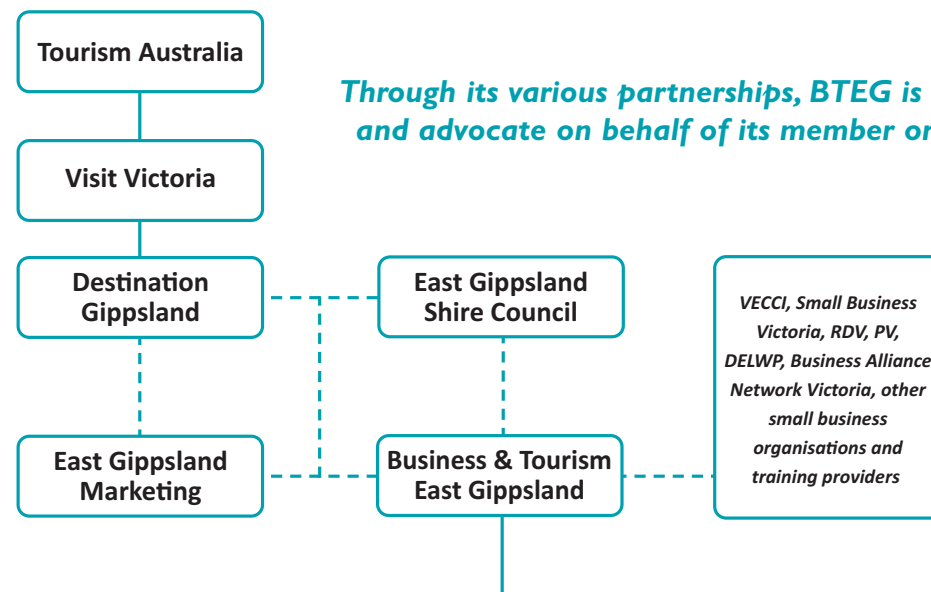 Tourism Australia
Through its various partnerships, BTEG is
and advocate on behalf of its member or
Visit Victoria
Destination
Gippsland
East Gippsland
Shire Council
VECCI, Small Business
Victoria, RDV, PV,
DELWP, Business Alliance
Network Victoria, other
small business
organisations and
training providers
East Gippsland
Marketing
Business & Tourism
East Gippsland